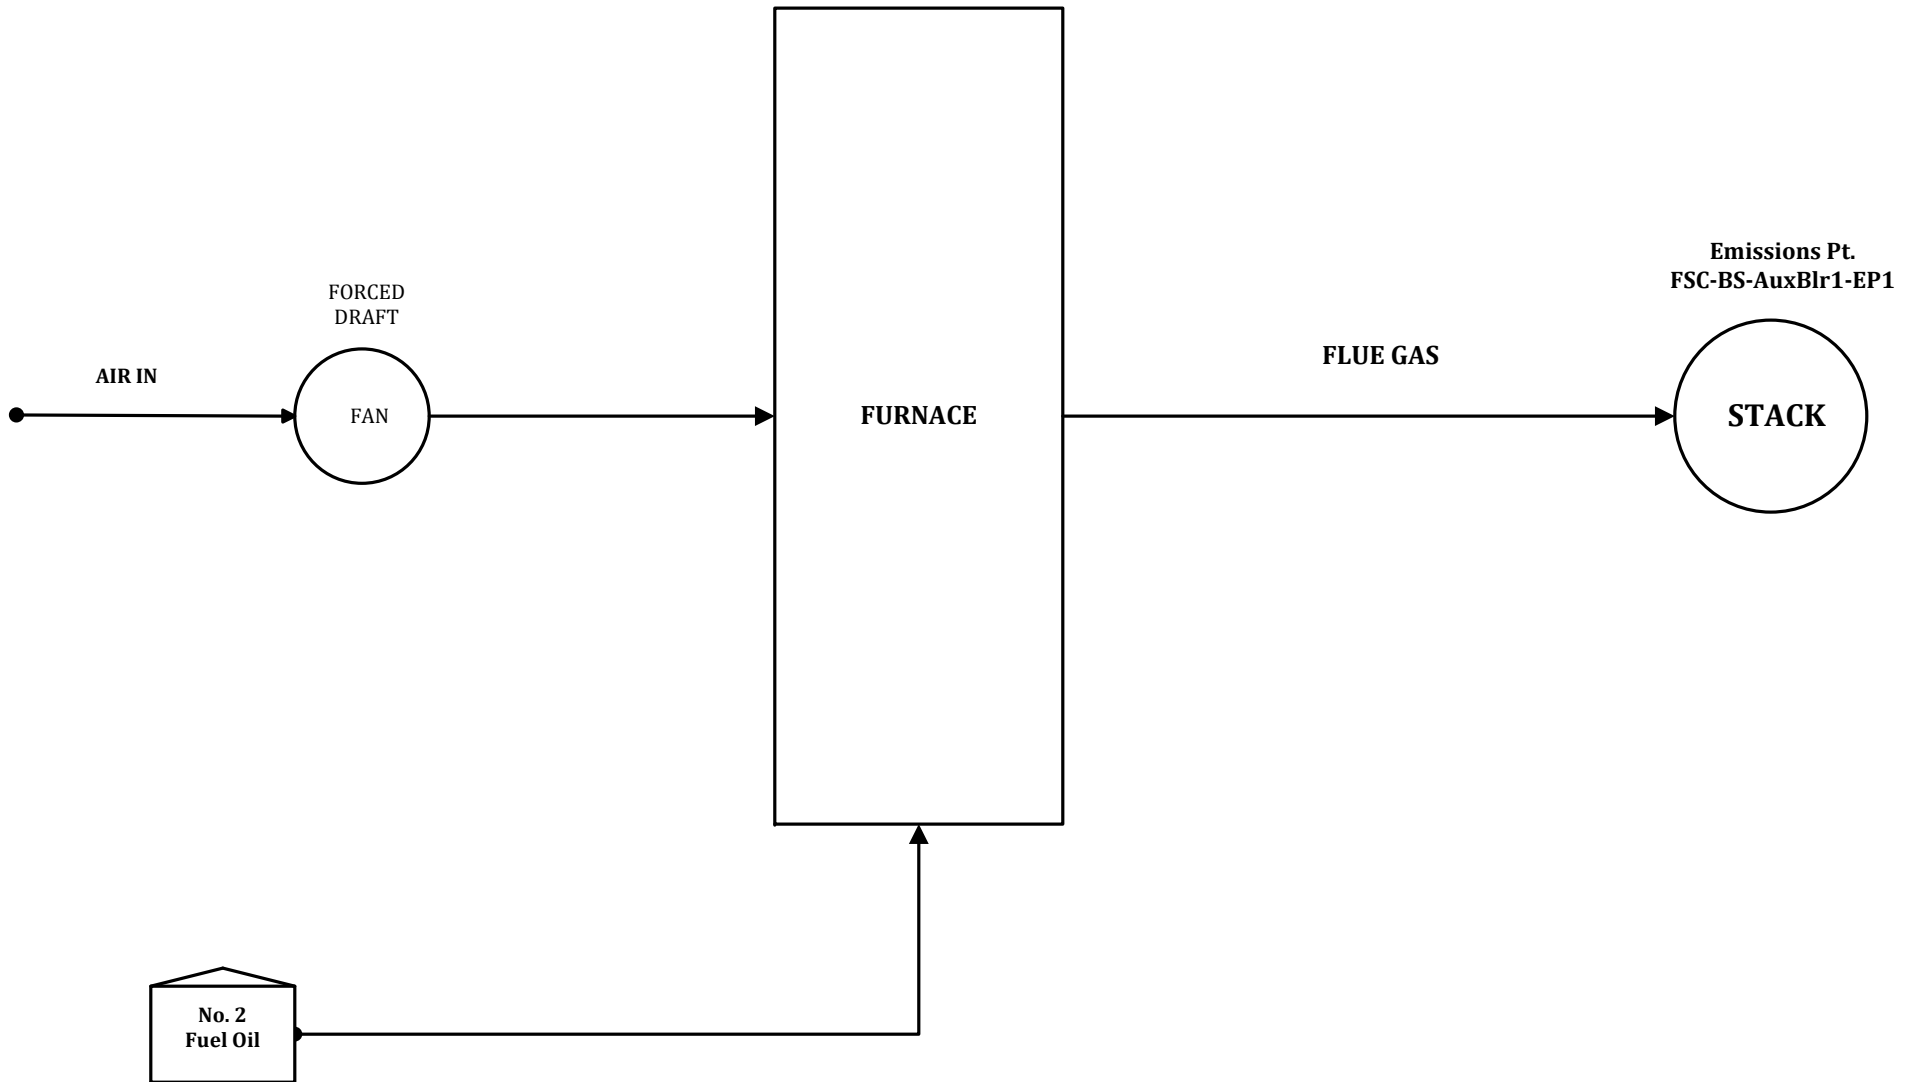 Emissions Pt.
FSC-BS-AuxBlr1-EP1
FORCED
DRAFT
FLUE GAS
AIR IN
FAN
FURNACE
STACK
No. 2
Fuel Oil